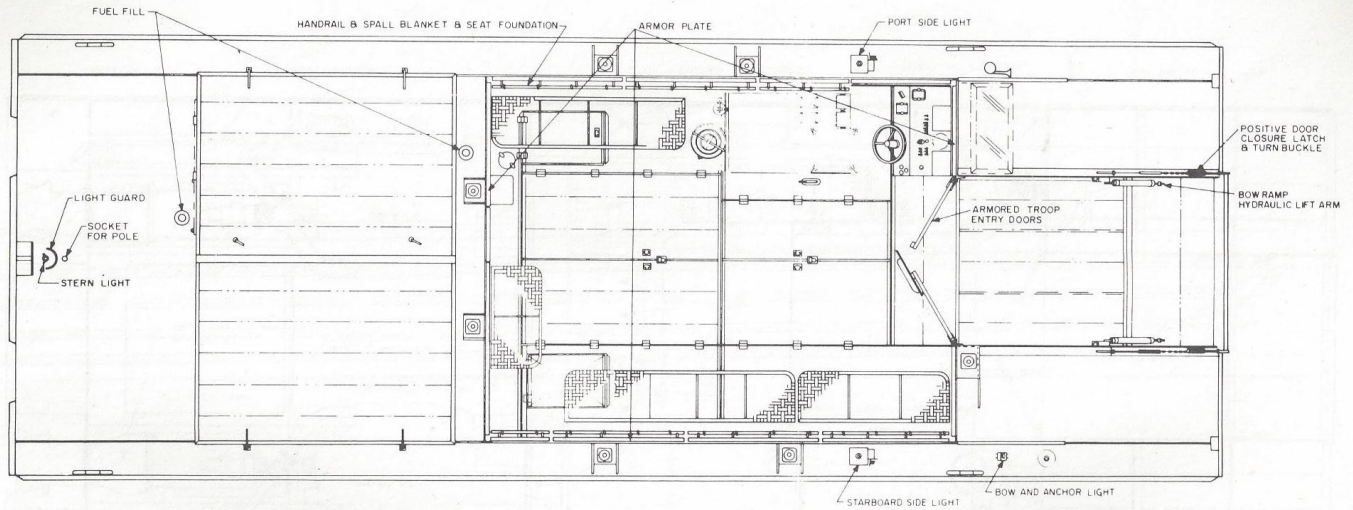 FUEL FILL
HANDRAIL & SPALL BLANKET & SEAT FOUNDATION
ARMOR PLATE
PORT SIDE LIGHT
POSITIVE DOOR
CLOSURE LATCH
& TURN BUCKLE
LIGHT GUARD
SOCKET
FOR POLE
STERN LIGHT
ARMORED TROOP
ENTRY DOORS
BOW RAMP
HYDRAULIC LIFT ARM
STARBOARD SIDE LIGHT
BOW AND ANCHOR LIGHT